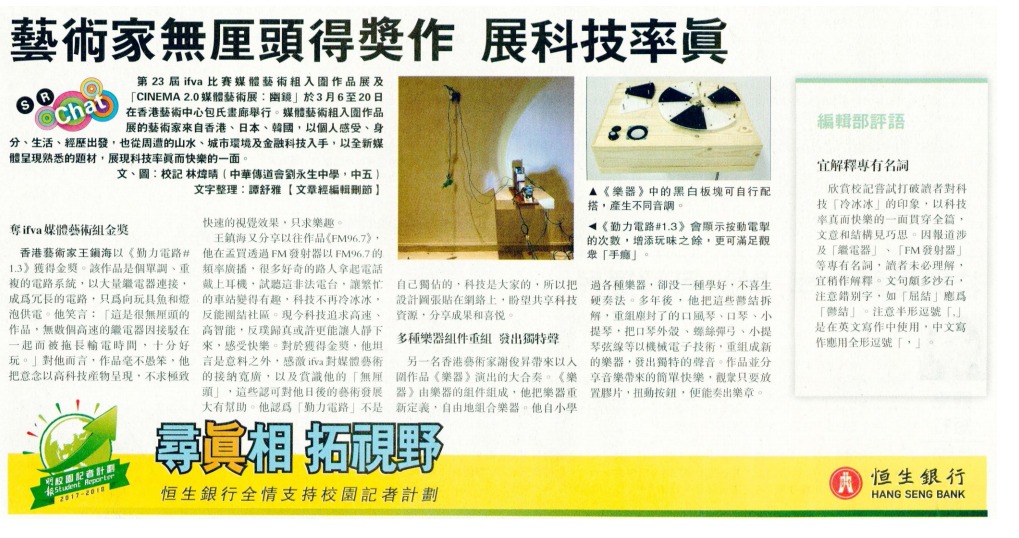 藝術家無厘頭得獎作 展科技率真
SR Chat
第 23 屆 ifva 比賽媒體藝術組入圍作品展及
「CINEMA 2.0 媒體藝術展：幽鏡」於 3 月 6 至 20 日
在香港藝術中心包氏畫廊舉行。媒體藝術組入圍作品
展的藝術家來自香港、日本、韓國，以個人感受、身
分、生活、經歷出發，也從周遭的山水、城市環境及金融科技入手，以全新媒
體呈現熟悉的題材，展現科技率真而快樂的一面。
文、圖：校記 林煒晴（中華傳道會劉永生中學，中五）
文字整理：譚舒雅【文章經編輯刪節】
奪ifva媒體藝術組金獎
香港藝術家王鎮海以《勤力電路#
1.3》獲得金獎。該作品是個單調、重
複的電路系統，以大量繼電器連接，
成為冗長的電路，只為向玩具魚和燈
泡供電。他笑言：「這是很無厘頭的
作品，無數個高速的繼電器因接駁在
一起而被拖長輸電時間，十分好
玩。」對他而言，作品毫不愚笨，他
把意念以高科技產物呈現，不求極致
快速的視覺效果，只求樂趣。
王鎮海又分享以往作品《FM96.7》，
他在孟買透過 FM 發射器以 FM96.7 的
頻率廣播，很多好奇的路人拿起電話
戴上耳機，試聽這非法電台，讓繁忙
的車站變得有趣，科技不再冷冰冰，
反能團結社區。現今科技追求高速、
高智能，反璞歸真或許更能讓人靜下
來，感受快樂。對於獲得金獎，他坦
言是意料之外，感激 ifva 對媒體藝術
的接納寬廣，以及賞識他的「無厘
頭」，這些認可對他日後的藝術發展
大有幫助。他認為「勤力電路」不是
自己獨佔的，科技是大家的，所以把
設計圖張貼在網絡上，盼望共享科技
資源，分享成果和喜悅。
多種樂器組件重組 發出獨特聲
另一名香港藝術家謝俊昇帶來以入
圍作品《樂器》演出的大合奏。《樂
器》由樂器的組件組成，他把樂器重
新定義，自由地組合樂器。他自小學
過各種樂器，卻沒一種學好，不喜生
硬奏法。多年後，他把這些鬱結拆
解，重組塵封了的口風琴、口琴、小
提琴，把口琴外殼、螺絲彈弓、小提
琴弦線等以機械電子技術，重組成新
的樂器，發出獨特的聲音。作品並分
享音樂帶來的簡單快樂，觀眾只要放
置膠片，扭動按鈕，便能奏出樂章。
▲《樂器》中的黑白板塊可自行配
搭，產生不同音調。
◀《勤力電路#1.3》會顯示按動電掣
的次數，增添玩味之餘，更可滿足觀
眾「手癮」。
編輯部評語
宜解釋專有名詞
欣賞校記嘗試打破讀者對科
技「冷冰冰」的印象，以科技
率真而快樂的一面貫穿全篇，
文意和結構見巧思。因報道涉
及「繼電器」、「FM發射器」
等專有名詞，讀者未必理解，
宜稍作解釋。文句頗多沙石，
注意錯別字，如「屈結」應為
「鬱結」。注意半形逗號「,」
是在英文寫作中使用，中文寫
作應用全形逗號「，」。
明報校園記者計劃
Student Reporter
2017-2018
尋真相 拓視野
恒生銀行全情支持校園記者計劃
恒生銀行
HANG SENG BANK